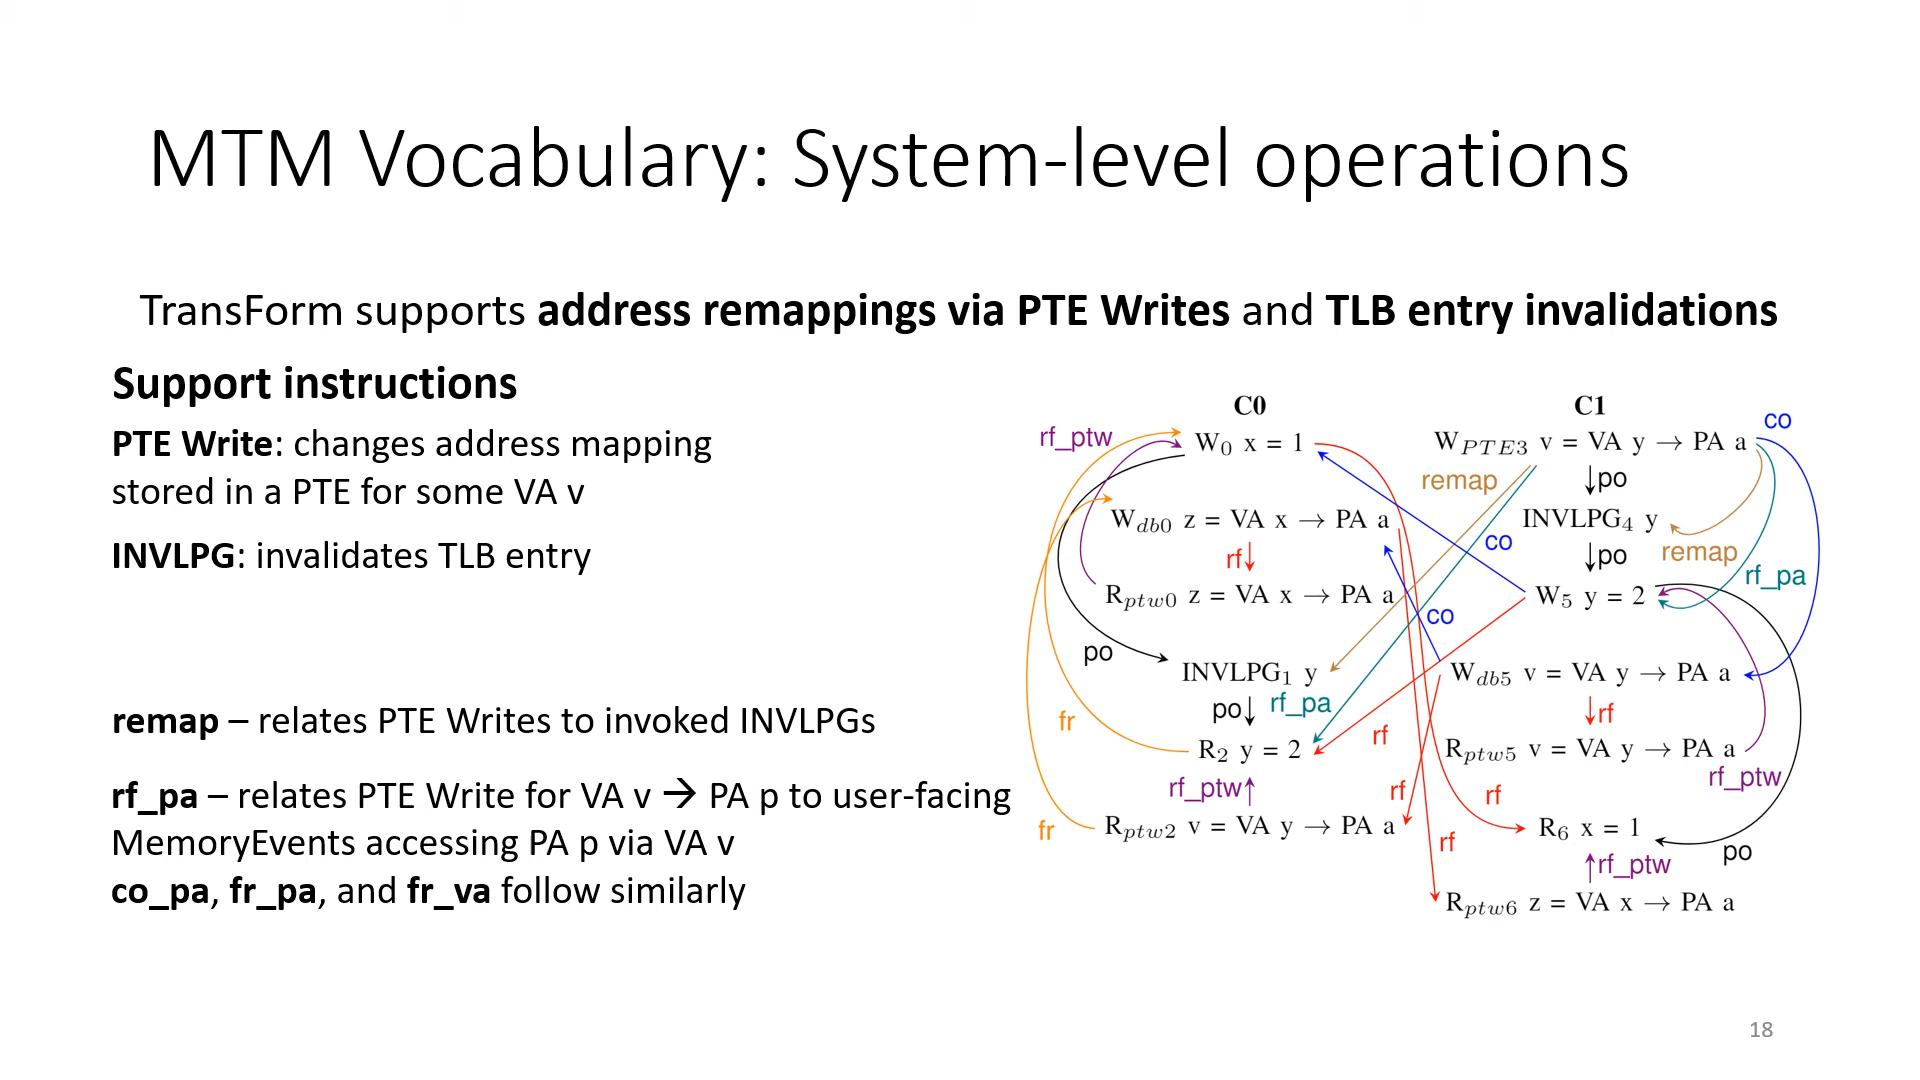 MTM Vocabulary: System-level operations
TransForm supports address remappings via PTE Writes and TLB entry invalidations
Support instructions
PTE Write: changes address mapping
stored in a PTE for some VA v
INVLPG: invalidates TLB entry
remap – relates PTE Writes to invoked INVLPGs
rf_pa – relates PTE Write for VA v → PA p to user-facing
MemoryEvents accessing PA p via VA v
co_pa, fr_pa, and fr_va follow similarly
C0
C1
co
rf_ptw
W0 x = 1
WPTE3 v = VA y → PA a
remap
po
Wdb0 z = VA x → PA a
INVLPG4 y
co
rf
po
remap
rf_pa
Rptw0 z = VA x → PA a
W5 y = 2
co
po
INVLPG1 y
Wdb5 v = VA y → PA a
po
rf_pa
rf
fr
rf
R2 y = 2
Rptw5 v = VA y → PA a
rf_ptw
rf_ptw
rf
rf
fr
Rptw2 v = VA y → PA a
R6 x = 1
rf
po
rf_ptw
Rptw6 z = VA x → PA a
18